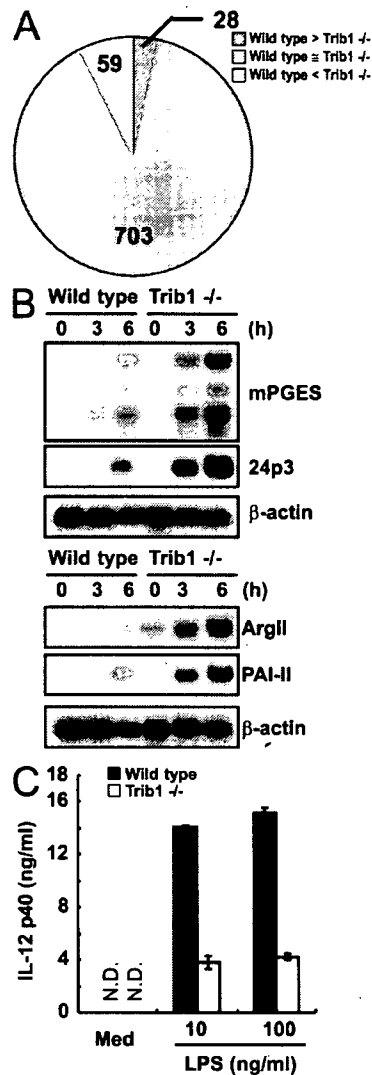 A
28
59
703
Wild type > Trib1 -/-
Wild type ≅ Trib1 -/-
Wild type < Trib1 -/-
B
Wild type Trib1 -/-
0 3 6 0 3 6 (h)
mPGES
24p3
β-actin
Wild type Trib1 -/-
0 3 6 0 3 6 (h)
ArgII
PAI-II
β-actin
C
Wild type
Trib1 -/-
IL-12 p40 (ng/ml)
18
16
12
8
4
0
N.D.
N.D.
Med
10
100
LPS (ng/ml)